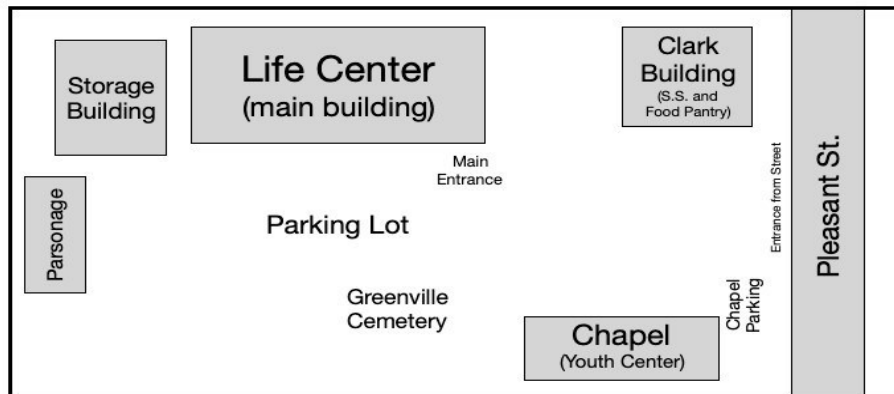 Storage
Building
Life Center
(main building)
Clark
Building
(S.S. and
Food Pantry)
Main
Entrance
Entrance from Street
Pleasant St.
Parsonage
Parking Lot
Greenville
Cemetery
Chapel
Parking
Chapel
(Youth Center)